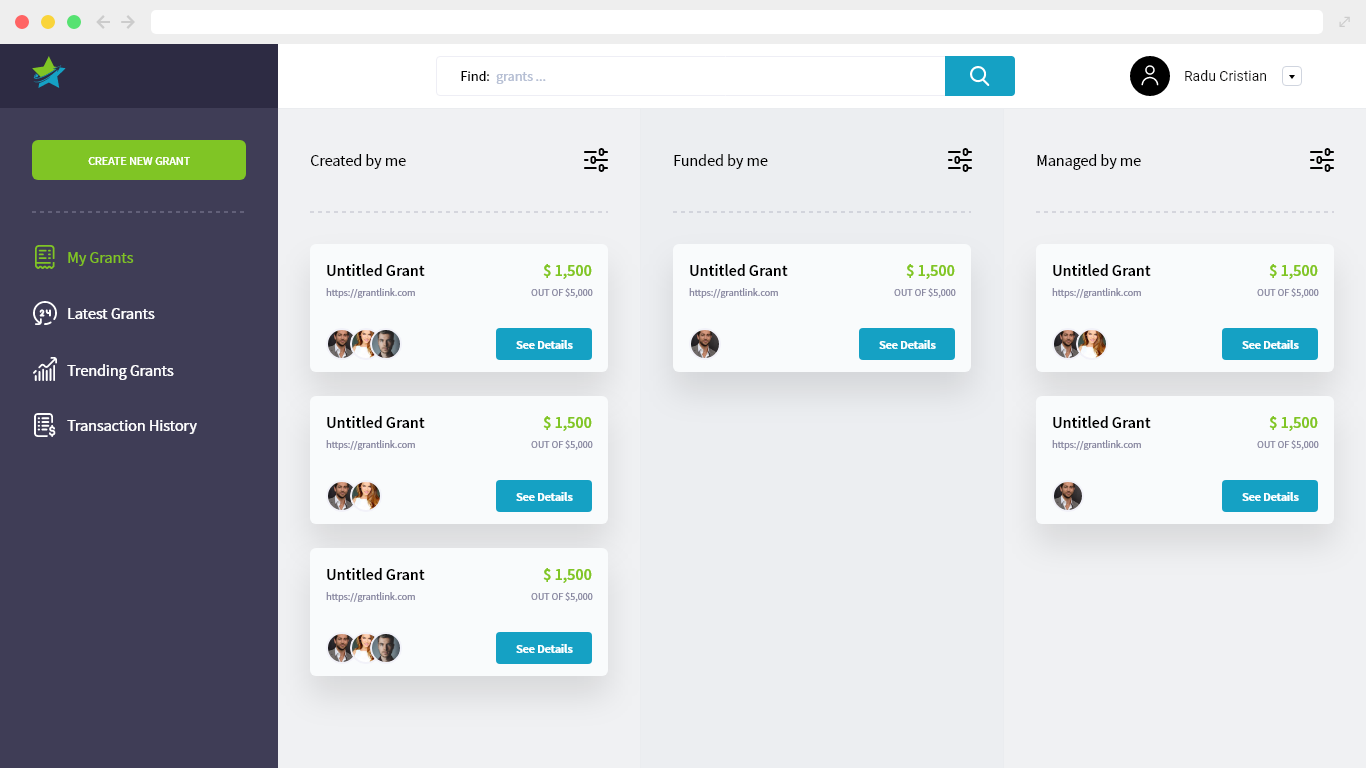 Find: grants ...
Radu Cristian
CREATE NEW GRANT
My Grants
24
Latest Grants
Trending Grants
$
Transaction History
Created by me
Untitled Grant
$ 1,500
https://grantlink.com
OUT OF $5,000
See Details
Untitled Grant
$ 1,500
https://grantlink.com
OUT OF $5,000
See Details
Untitled Grant
$ 1,500
https://grantlink.com
OUT OF $5,000
See Details
Funded by me
Untitled Grant
$ 1,500
https://grantlink.com
OUT OF $5,000
See Details
Managed by me
Untitled Grant
$ 1,500
https://grantlink.com
OUT OF $5,000
See Details
Untitled Grant
$ 1,500
https://grantlink.com
OUT OF $5,000
See Details